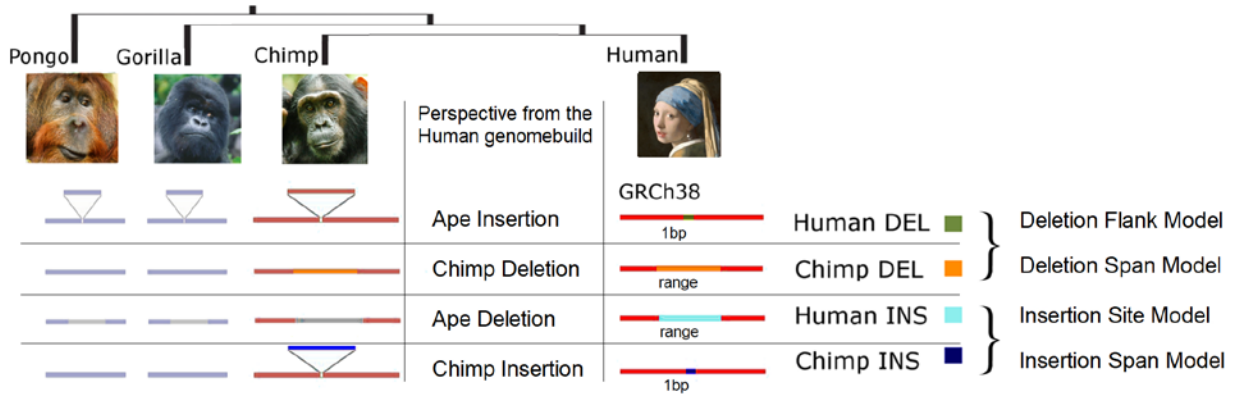 Pongo
Gorilla
Chimp
Human
Perspective from the
Human genomebuild
GRCh38
Ape Insertion
1bp
Human DEL
Deletion Flank Model
Chimp Deletion
range
Chimp DEL
Deletion Span Model
Ape Deletion
range
Human INS
Insertion Site Model
Chimp Insertion
1bp
Chimp INS
Insertion Span Model